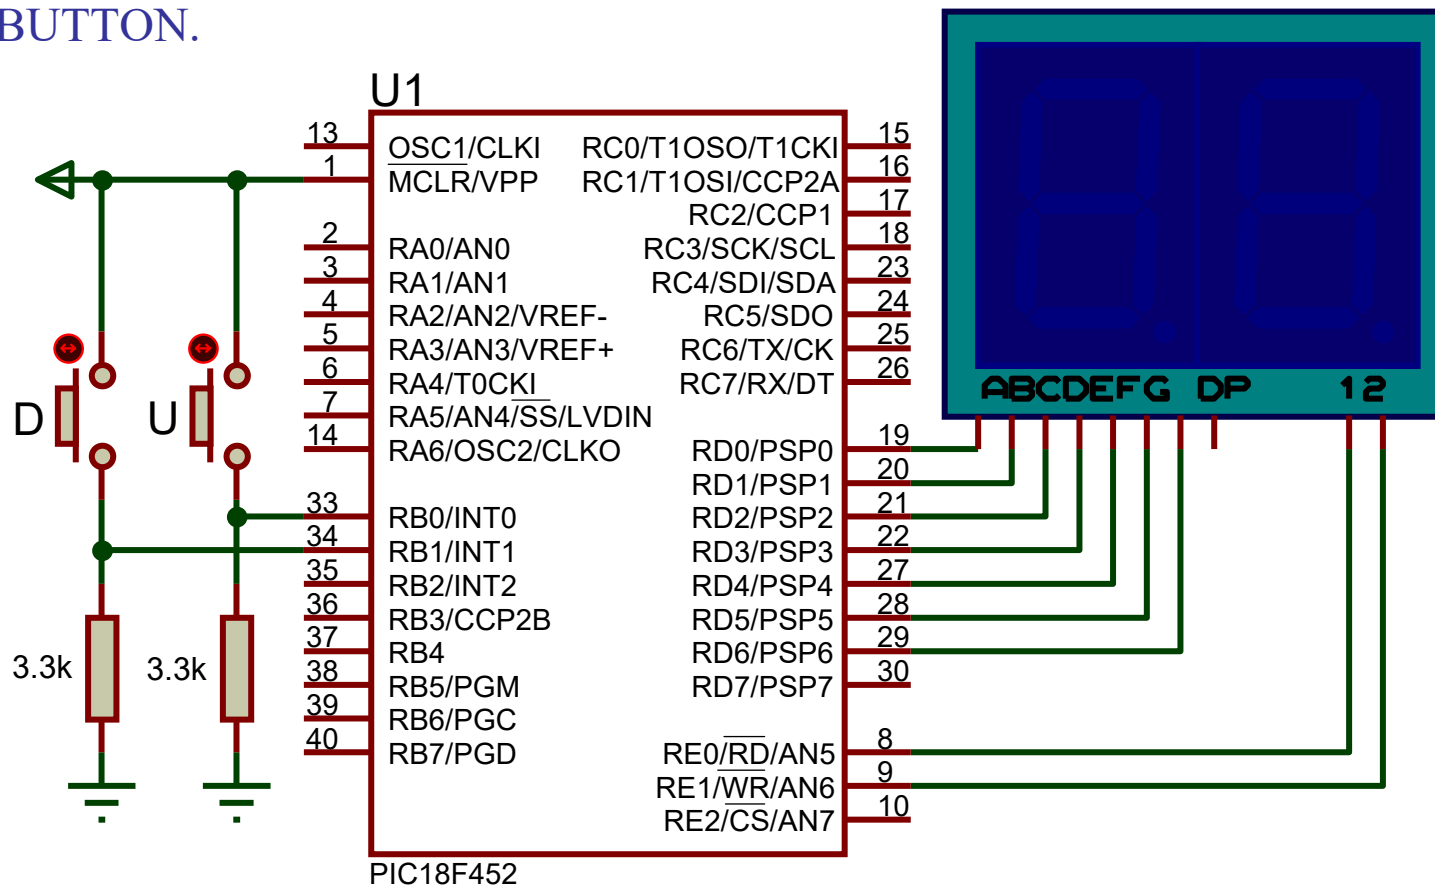 BUTTON.
U1
13 OSC1/CLKI RC0/T1OSO/T1CKI 15
1 MCLR/VPP RC1/T1OSI/CCP2A 16
RC2/CCP1 17
2 RA0/AN0 RC3/SCK/SCL 18
3 RA1/AN1 RC4/SDI/SDA 23
4 RA2/AN2/VREF- RC5/SDO 24
5 RA3/AN3/VREF+ RC6/TX/CK 25
6 RA4/T0CKI RC7/RX/DT 26
ABCDEFG DP 12
7 RA5/AN4/SS/LVDIN
D U
14 RA6/OSC2/CLKO RD0/PSP0 19
RD1/PSP1 20
33 RB0/INT0 RD2/PSP2 21
34 RB1/INT1 RD3/PSP3 22
35 RB2/INT2 RD4/PSP4 27
36 RB3/CCP2B RD5/PSP5 28
37 RB4 RD6/PSP6 29
3.3k 3.3k
38 RB5/PGM RD7/PSP7 30
39 RB6/PGC
40 RB7/PGD RE0/RD/AN5 8
RE1/WR/AN6 9
RE2/CS/AN7 10
PIC18F452